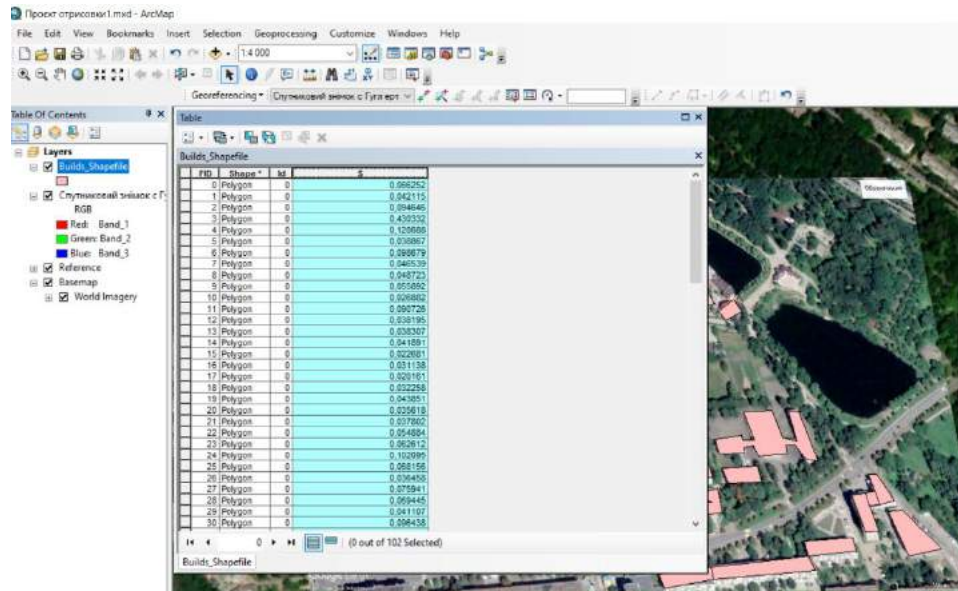 Проект отрисовки1.mxd - ArcMap
File Edit View Bookmarks Insert Selection Geoprocessing Customize Windows Help
1:4 000
Georeferencing
Спутниковий знімок с Гугл ерт
Table Of Contents
Layers
Builds_Shapefile
Спутниковий знімок с Г
RGB
Red: Band_1
Green: Band_2
Blue: Band_3
Reference
Basemap
World Imagery
Table
Builds_Shapefile
FID Shape * Id S
0 Polygon 0 0,066252
1 Polygon 0 0,042115
2 Polygon 0 0,094646
3 Polygon 0 0,430332
4 Polygon 0
5 Polygon 0 0,038867
6 Polygon 0 0,098679
7 Polygon 0 0,046539
8 Polygon 0 0,048723
9 Polygon 0 0,055892
10 Polygon 0 0,026882
11 Polygon 0 0,090728
12 Polygon 0 0,038195
13 Polygon 0 0,038307
14 Polygon 0 0,041891
15 Polygon 0 0,022681
16 Polygon 0 0,031138
17 Polygon 0 0,020161
18 Polygon 0 0,032258
19 Polygon 0 0,043851
20 Polygon 0 0,035618
21 Polygon 0 0,037802
22 Polygon 0 0,054884
23 Polygon 0 0,062612
24 Polygon 0
25 Polygon 0 0,068156
26 Polygon 0 0,036458
27 Polygon 0 0,075941
28 Polygon 0 0,069445
29 Polygon 0 0,041107
30 Polygon 0 0,096438
0
(0 out of 102 Selected)
Builds_Shapefile